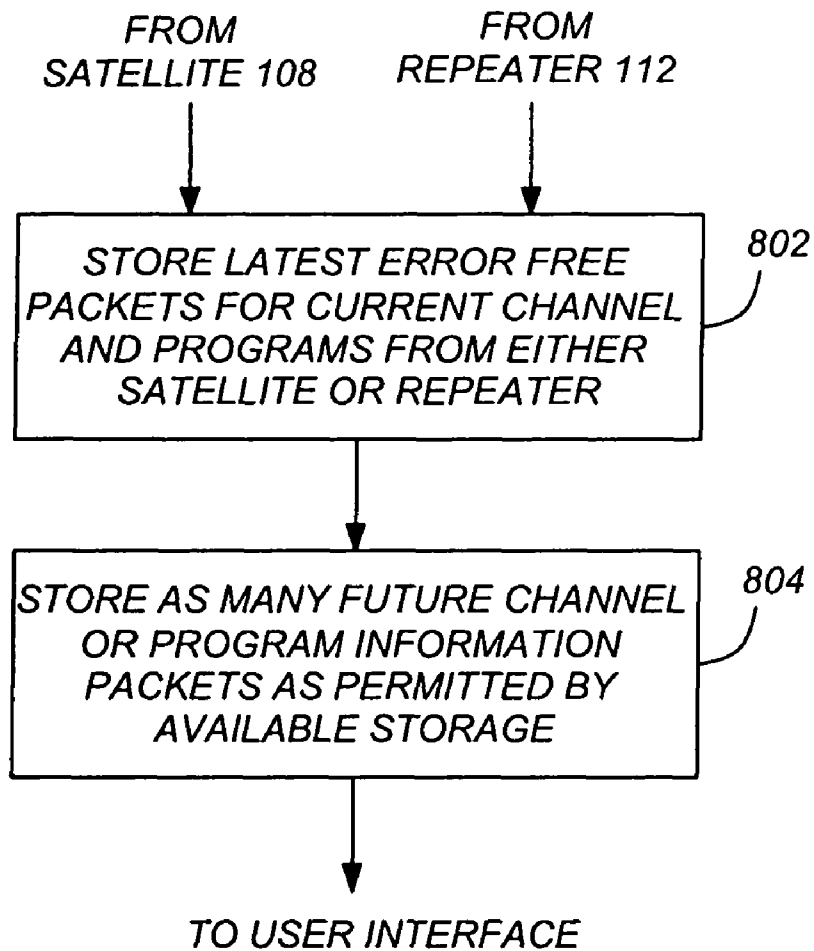 FROM
SATELLITE 108
FROM
REPEATER 112
STORE LATEST ERROR FREE
PACKETS FOR CURRENT CHANNEL
AND PROGRAMS FROM EITHER
SATELLITE OR REPEATER
802
STORE AS MANY FUTURE CHANNEL
OR PROGRAM INFORMATION
PACKETS AS PERMITTED BY
AVAILABLE STORAGE
804
TO USER INTERFACE